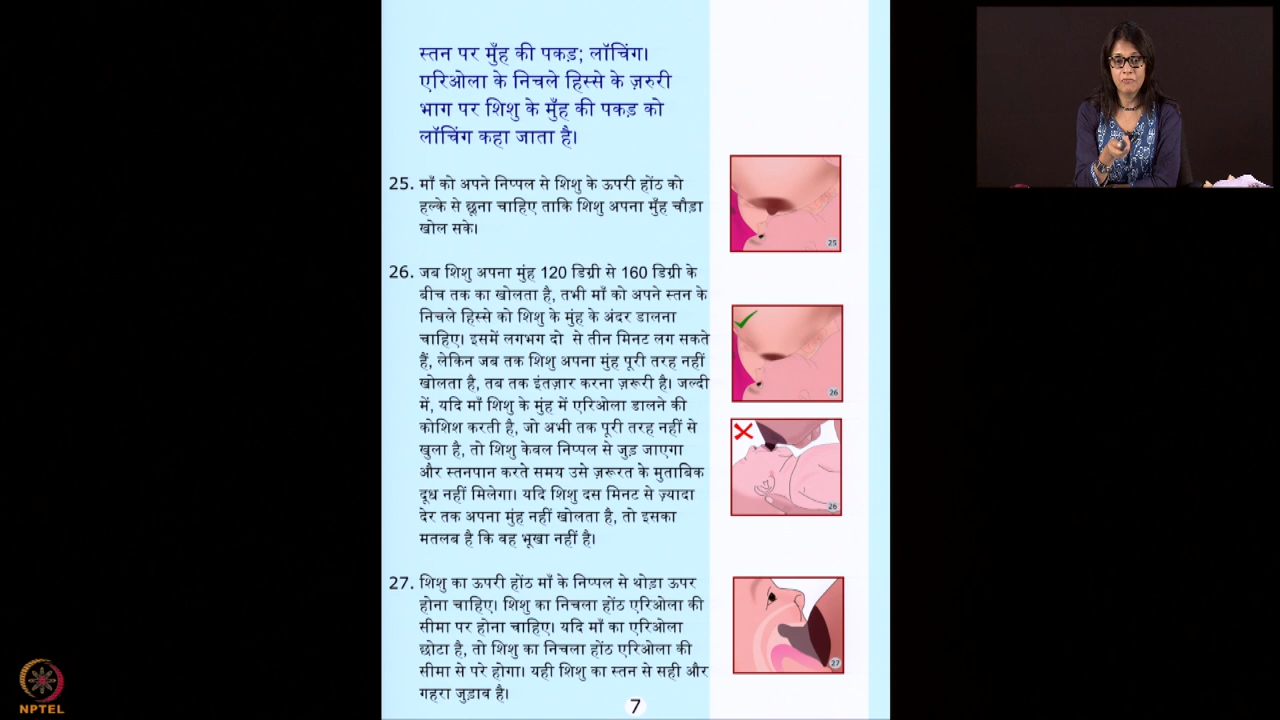 स्तन पर मुँह की पकड़; लॉचिंग।
एरिओला के निचले हिस्से के ज़रुरी
भाग पर शिशु के मुँह की पकड़ को
लॉचिंग कहा जाता है।
25. माँ को अपने निप्पल से शिशु के ऊपरी होंठ को
हल्के से छूना चाहिए ताकि शिशु अपना मुँह चौड़ा
खोल सके।
25
26. जब शिशु अपना मुंह 120 डिग्री से 160 डिग्री के
बीच तक का खोलता है, तभी माँ को अपने स्तन के
निचले हिस्से को शिशु के मुंह के अंदर डालना
चाहिए। इसमें लगभग दो से तीन मिनट लग सकते
हैं, लेकिन जब तक शिशु अपना मुंह पूरी तरह नहीं
खोलता है, तब तक इंतज़ार करना ज़रूरी है। जल्दी
में, यदि माँ शिशु के मुंह में एरिओला डालने की
कोशिश करती है, जो अभी तक पूरी तरह नहीं से
खुला है, तो शिशु केवल निप्पल से जुड़ जाएगा
और स्तनपान करते समय उसे ज़रूरत के मुताबिक
दूध नहीं मिलेगा। यदि शिशु दस मिनट से ज़्यादा
देर तक अपना मुंह नहीं खोलता है, तो इसका
मतलब है कि वह भूखा नहीं है।
26
26
27. शिशु का ऊपरी होंठ माँ के निप्पल से थोड़ा ऊपर
होना चाहिए। शिशु का निचला होंठ एरिओला की
सीमा पर होना चाहिए। यदि माँ का एरिओला
छोटा है, तो शिशु का निचला होंठ एरिओला की
सीमा से परे होगा। यही शिशु का स्तन से सही और
गहरा जुड़ाव है।
27
7
NPTEL